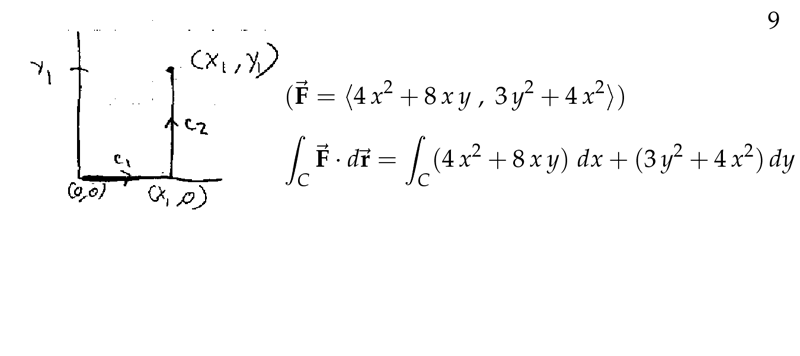 9
y₁
(x₁, y₁)
(F⃗ = ⟨4x² + 8xy , 3y² + 4x²⟩)
c₂
∫_C F⃗ · dr⃗ = ∫_C (4x² + 8xy) dx + (3y² + 4x²) dy
c₁
(0,0)
(x₁, 0)